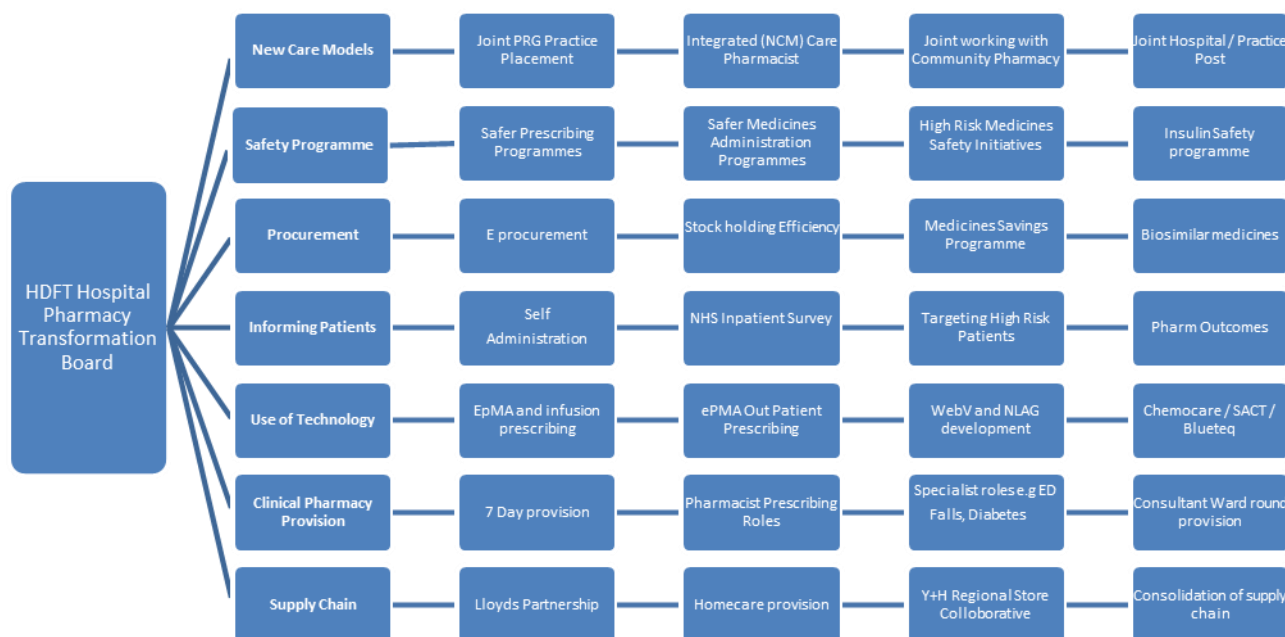 HDFT Hospital
Pharmacy
Transformation
Board
New Care Models
Joint PRG Practice
Placement
Integrated (NCM) Care
Pharmacist
Joint working with
Community Pharmacy
Joint Hospital / Practice
Post
Safety Programme
Safer Prescribing
Programmes
Safer Medicines
Administration
Programmes
High Risk Medicines
Safety Initiatives
Insulin Safety
programme
Procurement
E procurement
Stock holding Efficiency
Medicines Savings
Programme
Biosimilar medicines
Informing Patients
Self
Administration
NHS Inpatient Survey
Targeting High Risk
Patients
Pharm Outcomes
Use of Technology
EpMA and infusion
prescribing
ePMA Out Patient
Prescribing
WebV and NLAG
development
Chemocare / SACT /
Blueteq
Clinical Pharmacy
Provision
7 Day provision
Pharmacist Prescribing
Roles
Specialist roles e.g ED
Falls, Diabetes
Consultant Ward round
provision
Supply Chain
Lloyds Partnership
Homecare provision
Y+H Regional Store
Colloborative
Consolidation of supply
chain